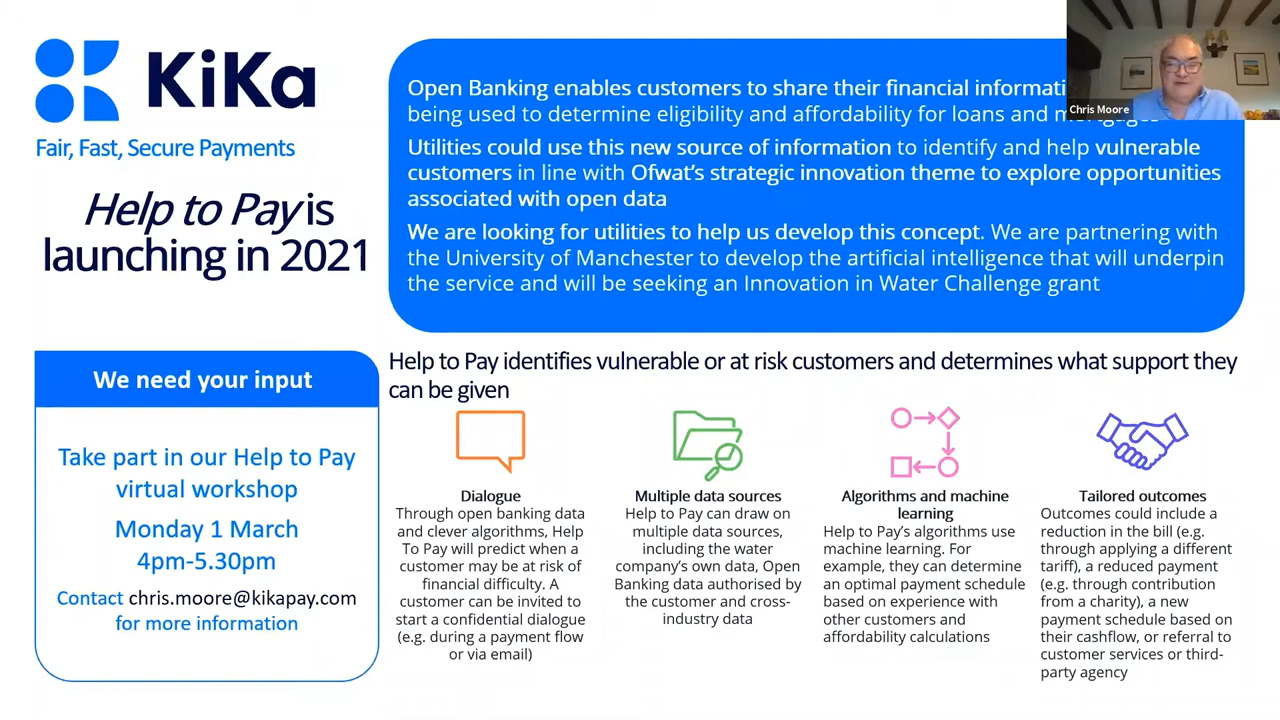 KiKa
Fair, Fast, Secure Payments
Help to Pay is
launching in 2021
Open Banking enables customers to share their financial
being used to determine eligibility and affordability for loans and
Utilities could use this new source of information to identify and help vulnerable
customers in line with Ofwat's strategic innovation theme to explore opportunities
associated with open data
We are looking for utilities to help us develop this concept. We are partnering with
the University of Manchester to develop the artificial intelligence that will underpin
the service and will be seeking an Innovation in Water Challenge grant
Chris Moore
We need your input
Take part in our Help to Pay
virtual workshop
Monday 1 March
4pm-5.30pm
Contact chris.moore@kikapay.com
for more information
Help to Pay identifies vulnerable or at risk customers and determines what support they
can be given
Dialogue
Through open banking data
and clever algorithms, Help
To Pay will predict when a
customer may be at risk of
financial difficulty. A
customer can be invited to
start a confidential dialogue
(e.g. during a payment flow
or via email)
Multiple data sources
Help to Pay can draw on
multiple data sources,
including the water
company's own data, Open
Banking data authorised by
the customer and cross-
industry data
Algorithms and machine
learning
Help to Pay's algorithms use
machine learning. For
example, they can determine
an optimal payment schedule
based on experience with
other customers and
affordability calculations
Tailored outcomes
Outcomes could include a
reduction in the bill (e.g.
through applying a different
tariff), a reduced payment
(e.g. through contribution
from a charity), a new
payment schedule based on
their cashflow, or referral to
customer services or third-
party agency